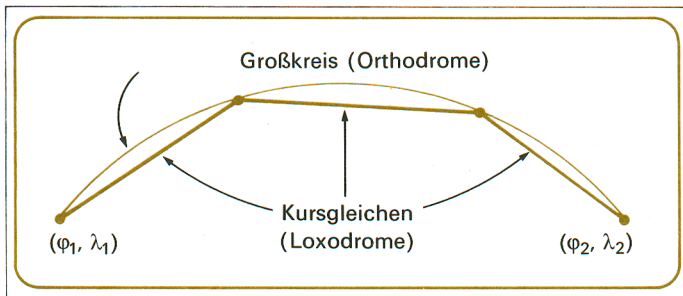 Großkreis (Orthodrome)
Kursgleichen
(Loxodrome)
(φ₁, λ₁)
(φ₂, λ₂)